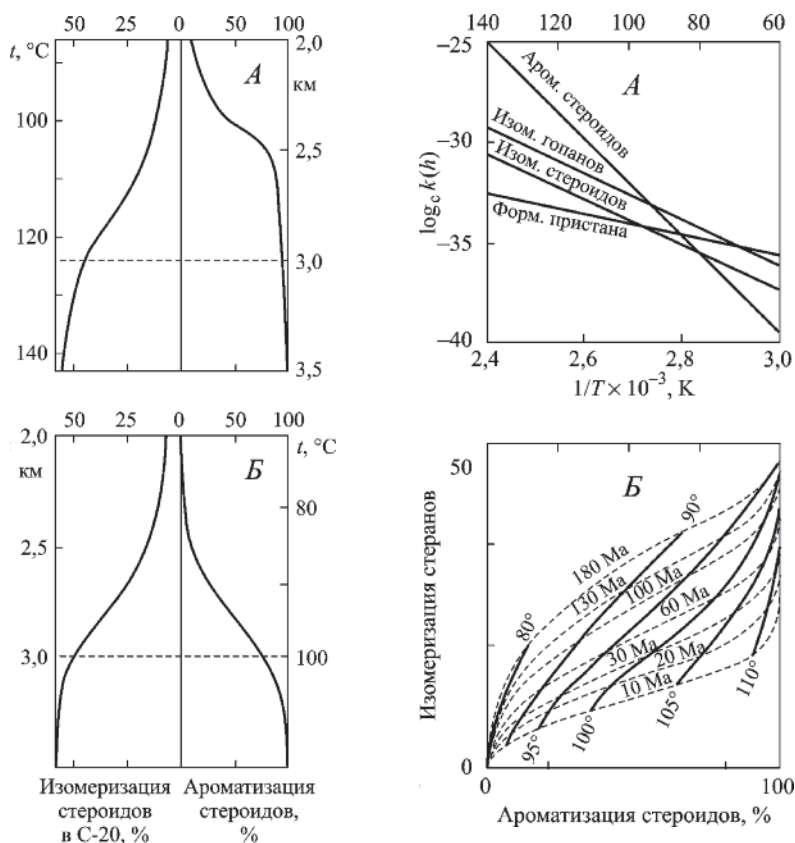 50 25 0 50 100
t, °C
А
2,0
км
100
2,5
120
3,0
140
3,5
140 120 100 80 60
–25
А
Аром. стероидов
–30
Изом. гопанов
Изом. стероидов
Форм. пристана
–35
–40
logc k(h)
2,4 2,6 2,8 3,0
1/T × 10⁻³, K
50 25 0 50 100
2,0
км
Б
t, °C
80
2,5
3,0
100
Изомеризация
стероидов
в С-20, %
Ароматизация
стероидов,
%
50
Б
90°
180 Ma
130 Ma
100 Ma
60 Ma
80°
30 Ma
20 Ma
10 Ma
95°
100°
105°
110°
Изомеризация стеранов
0
0 100
Ароматизация стероидов, %